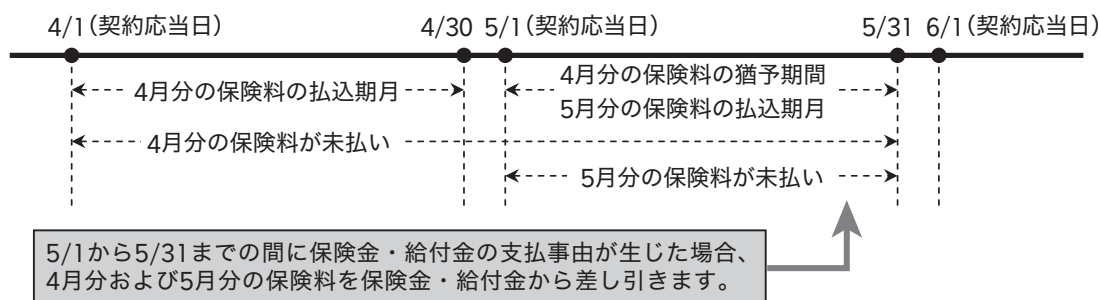 4/1(契約応当日)
4/30
5/1(契約応当日)
5/31
6/1(契約応当日)
4月分の保険料の払込期月
4月分の保険料の猶予期間
5月分の保険料の払込期月
4月分の保険料が未払い
5月分の保険料が未払い
5/1から5/31までの間に保険金・給付金の支払事由が生じた場合、
4月分および5月分の保険料を保険金・給付金から差し引きます。